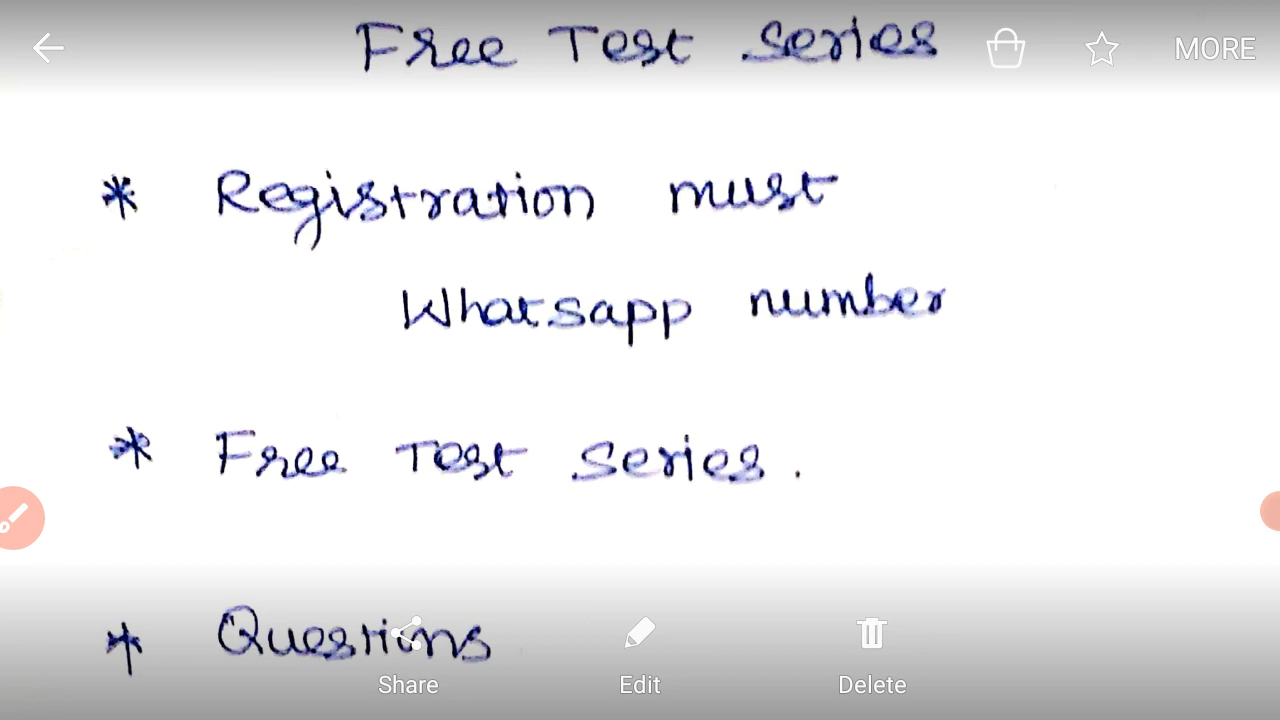 Free Test Series
MORE
* Registration must
Whatsapp number
* Free Test Series.
* Questions
Share Edit Delete